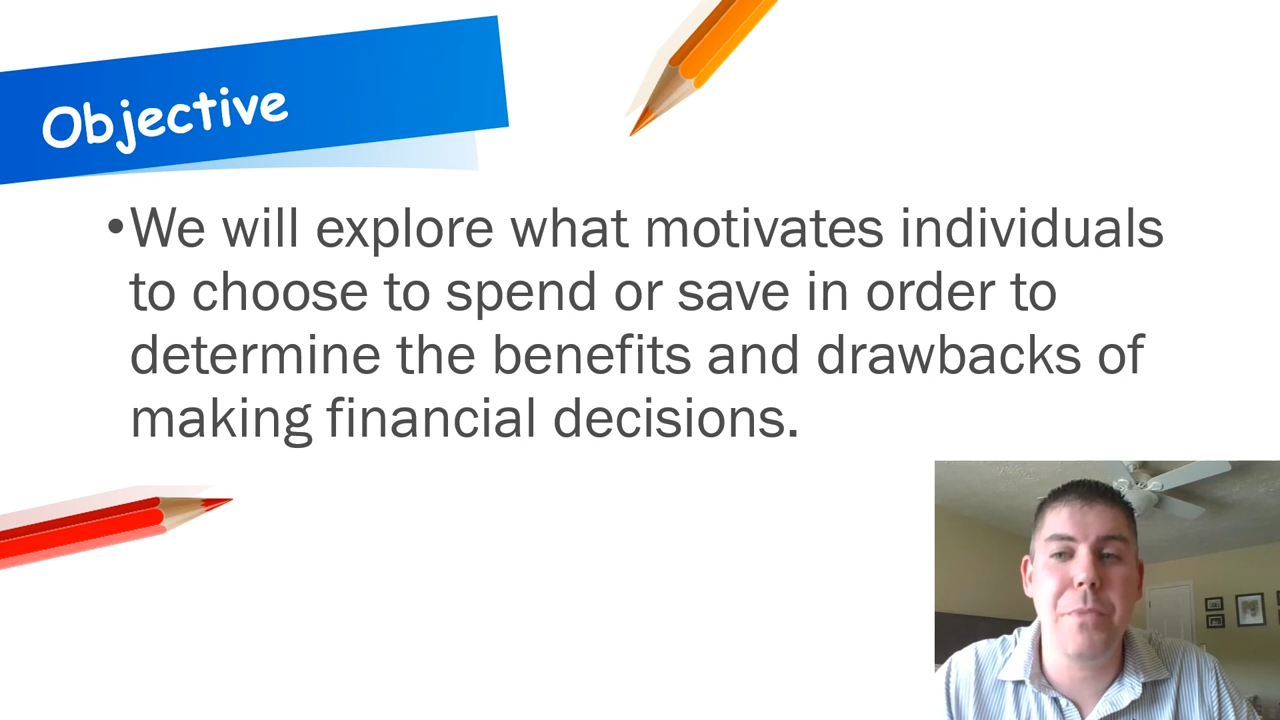 Objective
•We will explore what motivates individuals
to choose to spend or save in order to
determine the benefits and drawbacks of
making financial decisions.